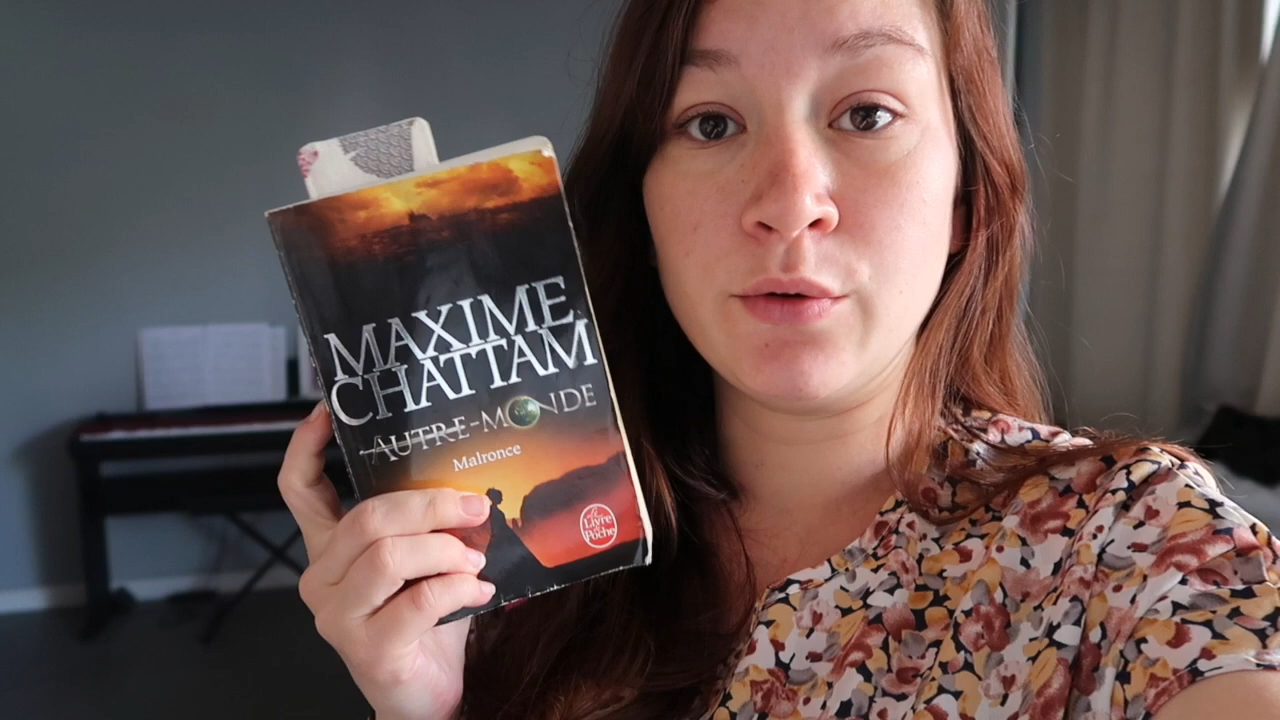 MAXIME
CHATTAM
AUTRE-MONDE
Malronce
Le
Livre
de
Poche